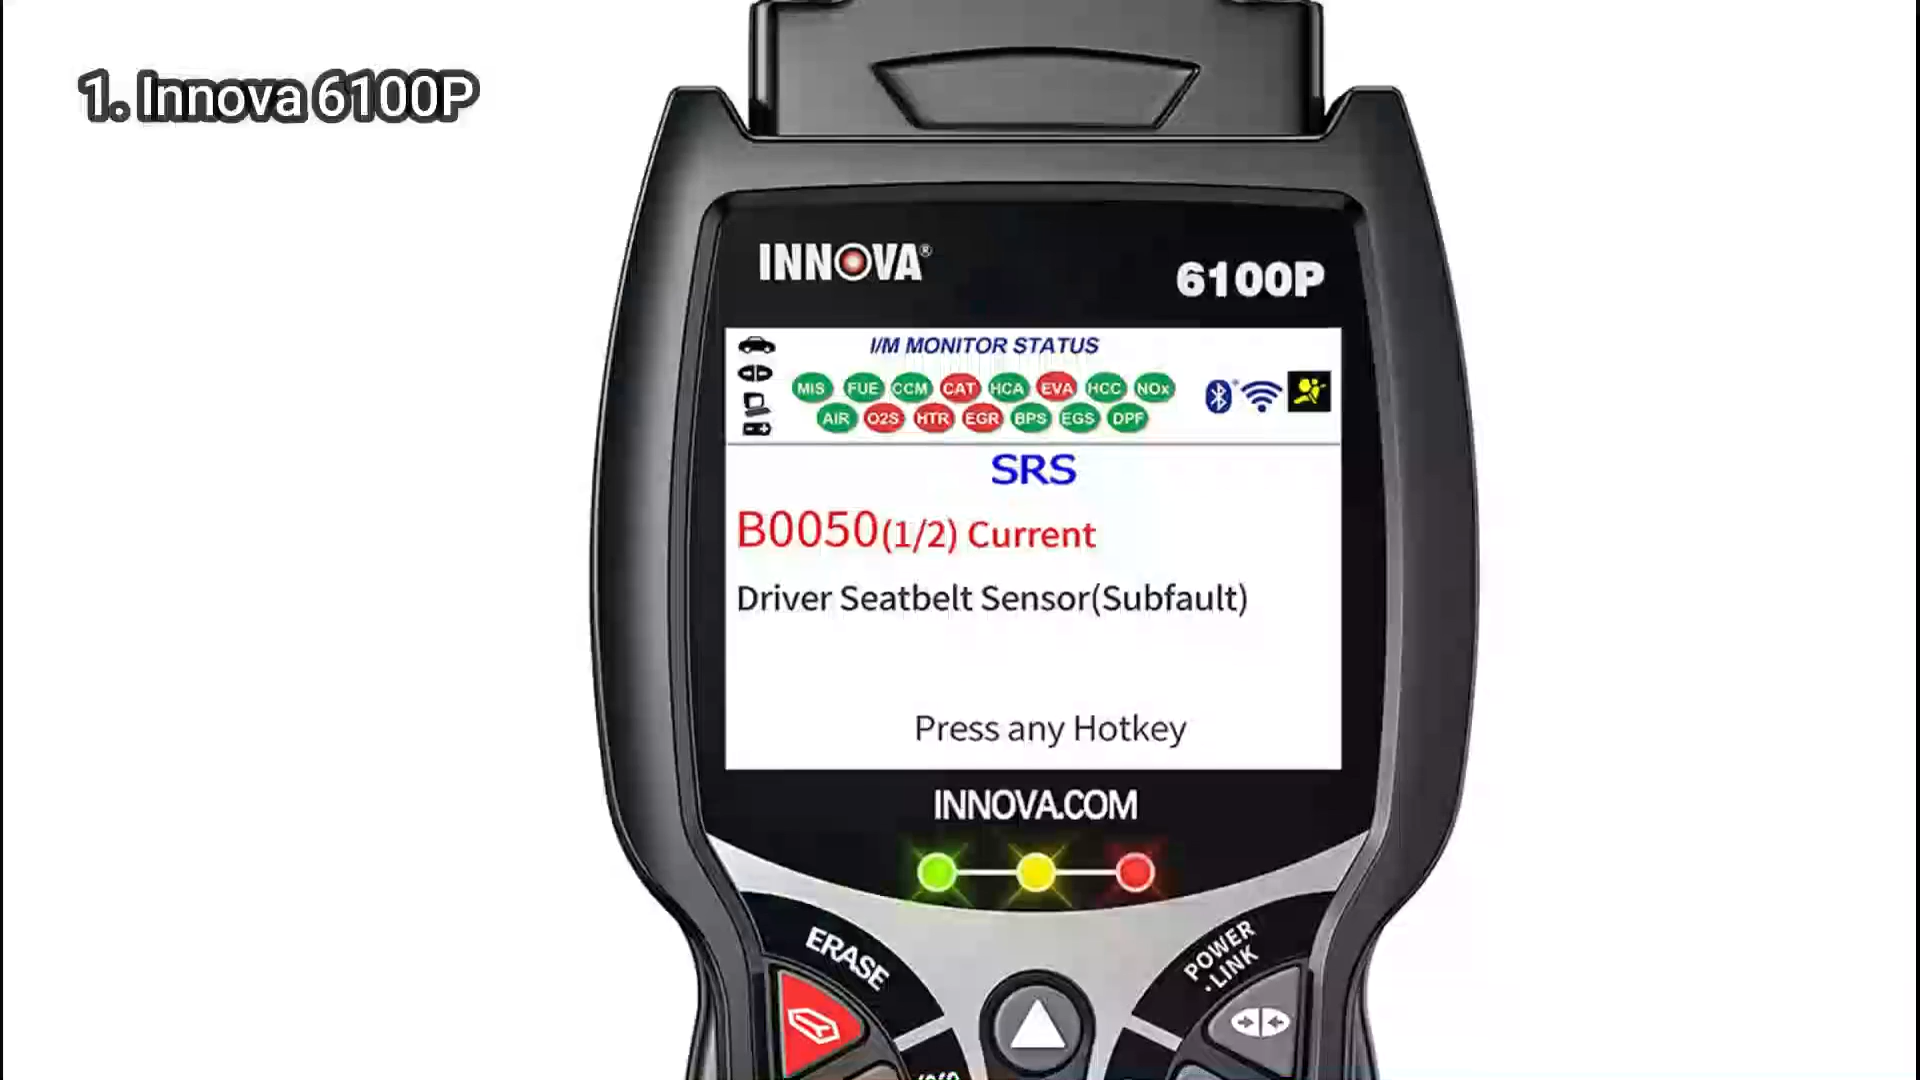 1. Innova 6100P
INNOVA®
6100P
I/M MONITOR STATUS
MIS FUE CCM CAT HCA EVA HCC NOx
AIR O2S HTR EGR BPS EGS DPF
SRS
B0050(1/2) Current
Driver Seatbelt Sensor(Subfault)
Press any Hotkey
INNOVA.COM
ERASE
POWER
·LINK